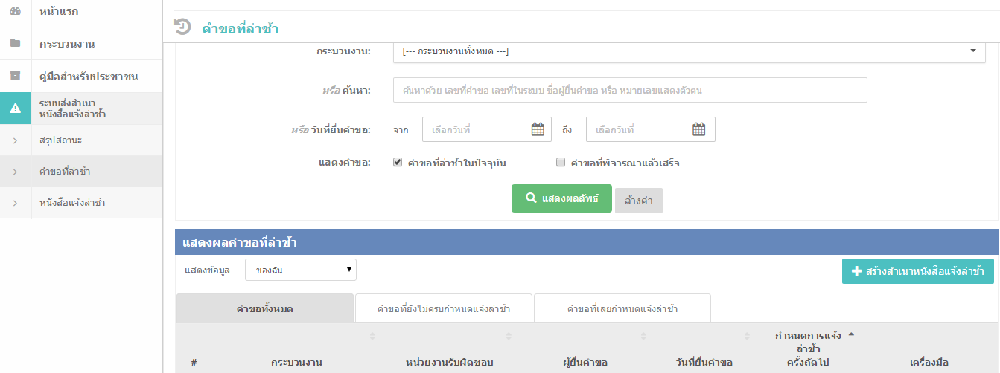 หน้าแรก
กระบวนงาน
คู่มือสำหรับประชาชน
ระบบส่งสำเนา
หนังสือแจ้งล่าช้า
สรุปสถานะ
คำขอที่ล่าช้า
หนังสือแจ้งล่าช้า
คำขอที่ล่าช้า
กระบวนงาน: [--- กระบวนงานทั้งหมด ---]
หรือ ค้นหา: ค้นหาด้วย เลขที่คำขอ เลขที่ในระบบ ชื่อผู้ยื่นคำขอ หรือ หมายเลขแสดงตัวตน
หรือ วันที่ยื่นคำขอ: จาก เลือกวันที่ ถึง เลือกวันที่
แสดงคำขอ: คำขอที่ล่าช้าในปัจจุบัน คำขอที่พิจารณาแล้วเสร็จ
แสดงผลลัพธ์ ล้างค่า
แสดงผลคำขอที่ล่าช้า
แสดงข้อมูล ของฉัน สร้างสำเนาหนังสือแจ้งล่าช้า
คำขอทั้งหมด คำขอที่ยังไม่ครบกำหนดแจ้งล่าช้า คำขอที่เลยกำหนดแจ้งล่าช้า
# กระบวนงาน หน่วยงานรับผิดชอบ ผู้ยื่นคำขอ วันที่ยื่นคำขอ กำหนดการแจ้ง
ล่าช้า
ครั้งถัดไป เครื่องมือ